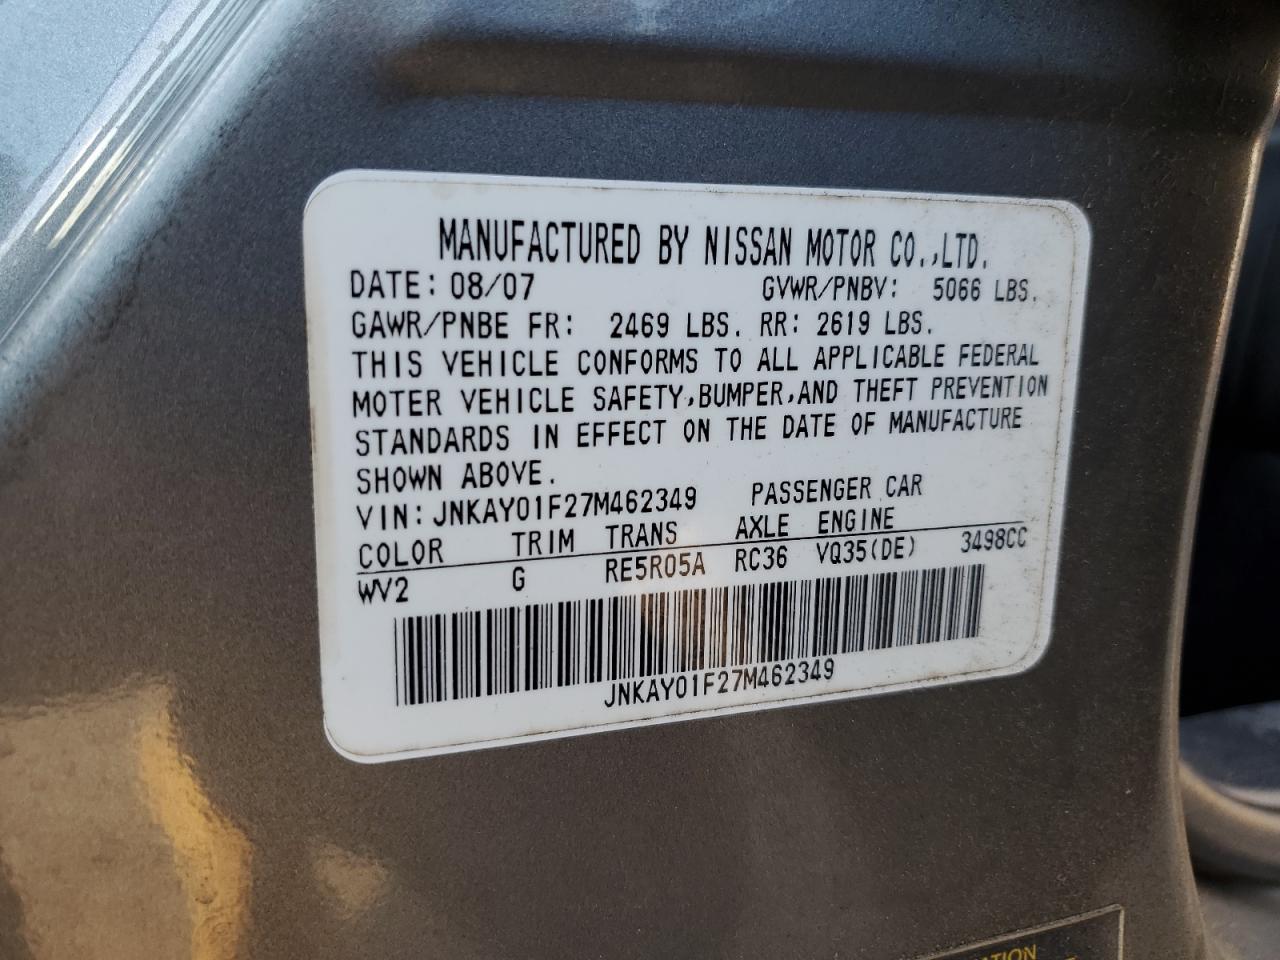 MANUFACTURED BY NISSAN MOTOR CO.,LTD.
DATE: 08/07 GVWR/PNBV: 5066 LBS.
GAWR/PNBE FR: 2469 LBS. RR: 2619 LBS.
THIS VEHICLE CONFORMS TO ALL APPLICABLE FEDERAL
MOTER VEHICLE SAFETY,BUMPER,AND THEFT PREVENTION
STANDARDS IN EFFECT ON THE DATE OF MANUFACTURE
SHOWN ABOVE.
VIN: JNKAY01F27M462349 PASSENGER CAR
COLOR TRIM TRANS AXLE ENGINE
WV2 G RE5R05A RC36 VQ35(DE) 3498CC
JNKAY01F27M462349